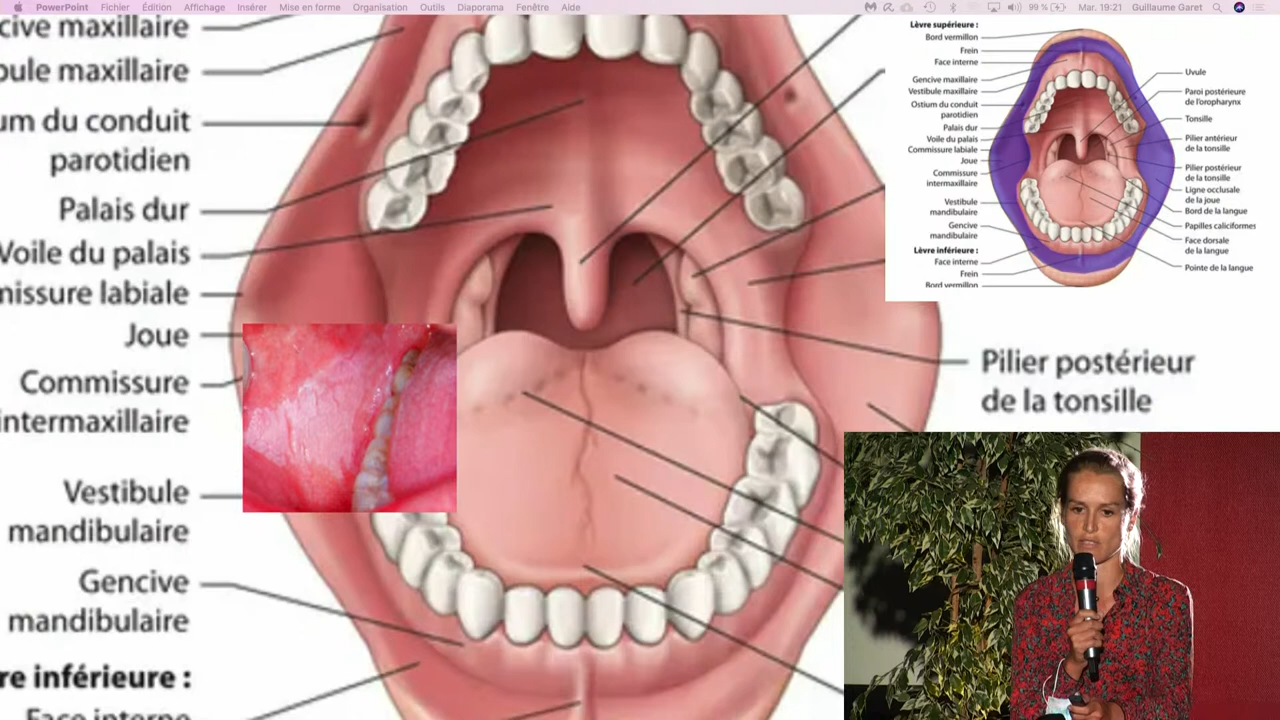 PowerPoint Fichier Édition Affichage Insérer Mise en forme Organisation Outils Diaporama Fenêtre Aide
99 % Mar. 19:21 Guillaume Garet
cive maxillaire
bule maxillaire
um du conduit
parotidien
Palais dur
Voile du palais
nissure labiale
Joue
Commissure
intermaxillaire
Vestibule
mandibulaire
Gencive
mandibulaire
re inférieure :
Face interne
Pilier postérieur
de la tonsille
Lèvre supérieure :
Bord vermillon
Frein
Face interne
Gencive maxillaire
Vestibule maxillaire
Ostium du conduit
parotidien
Palais dur
Voile du palais
Commissure labiale
Joue
Commissure
intermaxillaire
Vestibule
mandibulaire
Gencive
mandibulaire
Lèvre inférieure :
Face interne
Frein
Bord vermillon
Uvule
Paroi postérieure
de l'oropharynx
Tonsille
Pilier antérieur
de la tonsille
Pilier postérieur
de la tonsille
Ligne occlusale
de la joue
Bord de la langue
Papilles caliciformes
Face dorsale
de la langue
Pointe de la langue